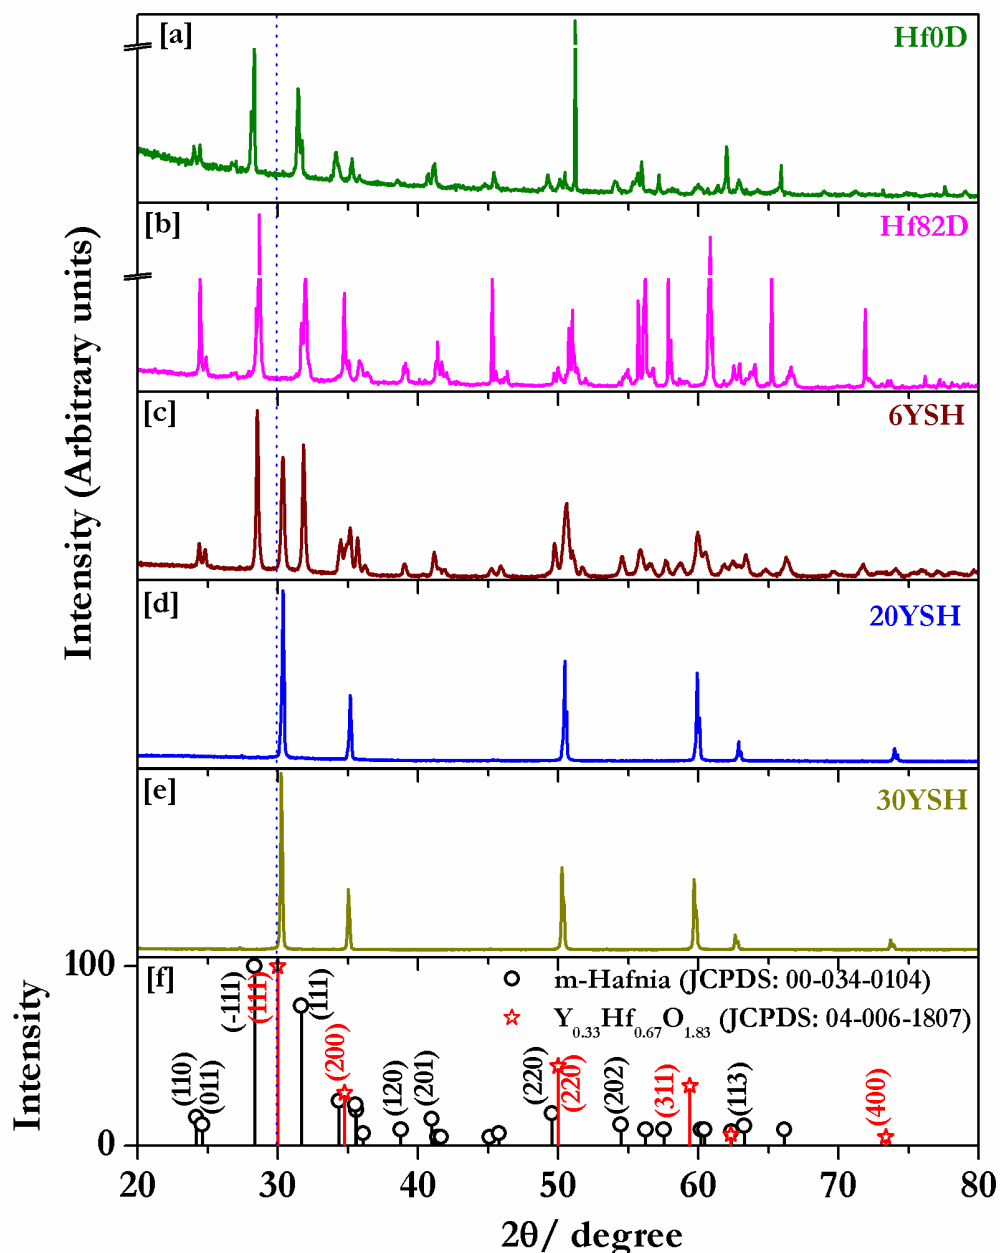 [a]
Hf0D
[b]
Hf82D
[c]
6YSH
[d]
20YSH
[e]
30YSH
Intensity (Arbitrary units)
[f]
m-Hafnia (JCPDS: 00-034-0104)
Y0.33Hf0.67O1.83 (JCPDS: 04-006-1807)
(110)
(011)
(-111)
(111)
(111)
(200)
(120)
(201)
(220)
(220)
(202)
(311)
(113)
(400)
Intensity
100
0
20 30 40 50 60 70 80
2θ/ degree